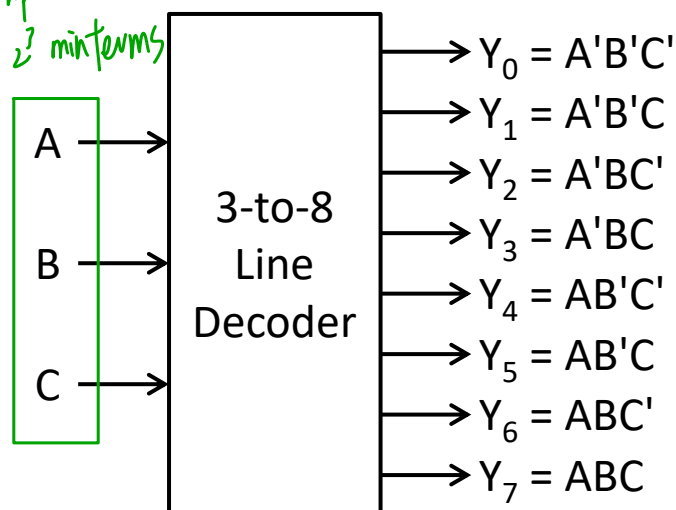 2³ minterms
A
B
C
3-to-8
Line
Decoder
Y₀ = A'B'C'
Y₁ = A'B'C
Y₂ = A'BC'
Y₃ = A'BC
Y₄ = AB'C'
Y₅ = AB'C
Y₆ = ABC'
Y₇ = ABC